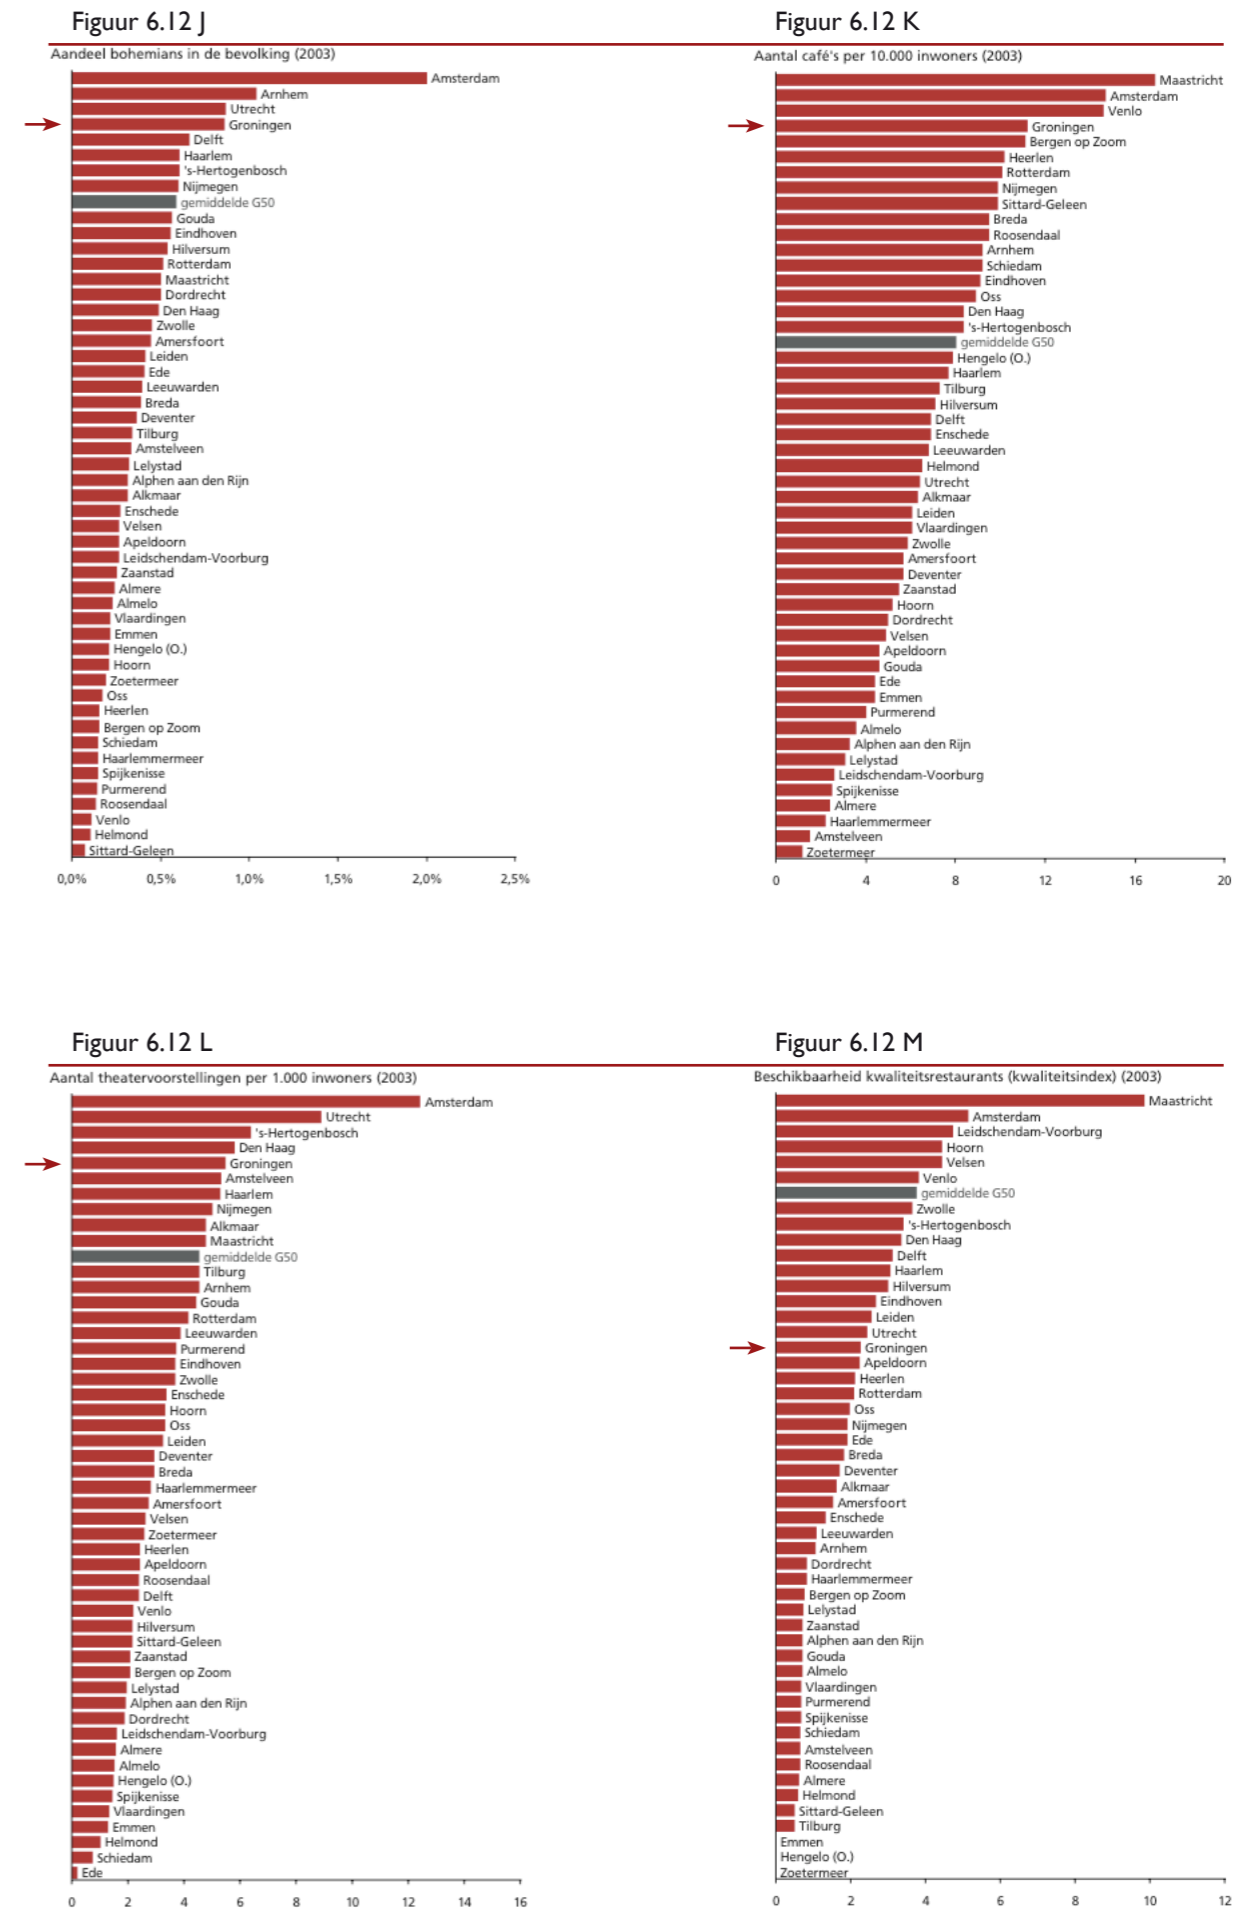 Figuur 6.12 J
Aandeel bohemians in de bevolking (2003)
Amsterdam
Arnhem
Utrecht
Groningen
Delft
Haarlem
's-Hertogenbosch
Nijmegen
gemiddelde G50
Gouda
Eindhoven
Hilversum
Rotterdam
Maastricht
Dordrecht
Den Haag
Zwolle
Amersfoort
Leiden
Ede
Leeuwarden
Breda
Deventer
Tilburg
Amstelveen
Lelystad
Alphen aan den Rijn
Alkmaar
Enschede
Velsen
Apeldoorn
Leidschendam-Voorburg
Zaanstad
Almere
Almelo
Vlaardingen
Emmen
Hengelo (O.)
Hoorn
Zoetermeer
Oss
Heerlen
Bergen op Zoom
Schiedam
Haarlemmermeer
Spijkenisse
Purmerend
Roosendaal
Venlo
Helmond
Sittard-Geleen
0,0% 0,5% 1,0% 1,5% 2,0% 2,5%
Figuur 6.12 K
Aantal café's per 10.000 inwoners (2003)
Maastricht
Amsterdam
Venlo
Groningen
Bergen op Zoom
Heerlen
Rotterdam
Nijmegen
Sittard-Geleen
Breda
Roosendaal
Arnhem
Schiedam
Eindhoven
Oss
Den Haag
's-Hertogenbosch
gemiddelde G50
Hengelo (O.)
Haarlem
Tilburg
Hilversum
Delft
Enschede
Leeuwarden
Helmond
Utrecht
Alkmaar
Leiden
Vlaardingen
Zwolle
Amersfoort
Deventer
Zaanstad
Hoorn
Dordrecht
Velsen
Apeldoorn
Gouda
Ede
Emmen
Purmerend
Almelo
Alphen aan den Rijn
Lelystad
Leidschendam-Voorburg
Spijkenisse
Almere
Haarlemmermeer
Amstelveen
Zoetermeer
0 4 8 12 16 20
Figuur 6.12 L
Aantal theatervoorstellingen per 1.000 inwoners (2003)
Amsterdam
Utrecht
's-Hertogenbosch
Den Haag
Groningen
Amstelveen
Haarlem
Nijmegen
Alkmaar
Maastricht
gemiddelde G50
Tilburg
Arnhem
Gouda
Rotterdam
Leeuwarden
Purmerend
Eindhoven
Zwolle
Enschede
Hoorn
Oss
Leiden
Deventer
Breda
Haarlemmermeer
Amersfoort
Velsen
Zoetermeer
Heerlen
Apeldoorn
Roosendaal
Delft
Venlo
Hilversum
Sittard-Geleen
Zaanstad
Bergen op Zoom
Lelystad
Alphen aan den Rijn
Dordrecht
Leidschendam-Voorburg
Almere
Almelo
Hengelo (O.)
Spijkenisse
Vlaardingen
Emmen
Helmond
Schiedam
Ede
0 2 4 6 8 10 12 14 16
Figuur 6.12 M
Beschikbaarheid kwaliteitsrestaurants (kwaliteitsindex) (2003)
Maastricht
Amsterdam
Leidschendam-Voorburg
Hoorn
Velsen
Venlo
gemiddelde G50
Zwolle
's-Hertogenbosch
Den Haag
Delft
Haarlem
Hilversum
Eindhoven
Leiden
Utrecht
Groningen
Apeldoorn
Heerlen
Rotterdam
Oss
Nijmegen
Ede
Breda
Deventer
Alkmaar
Amersfoort
Enschede
Leeuwarden
Arnhem
Dordrecht
Haarlemmermeer
Bergen op Zoom
Lelystad
Zaanstad
Alphen aan den Rijn
Gouda
Almelo
Vlaardingen
Purmerend
Spijkenisse
Schiedam
Amstelveen
Roosendaal
Almere
Helmond
Sittard-Geleen
Tilburg
Emmen
Hengelo (O.)
Zoetermeer
0 2 4 6 8 10 12